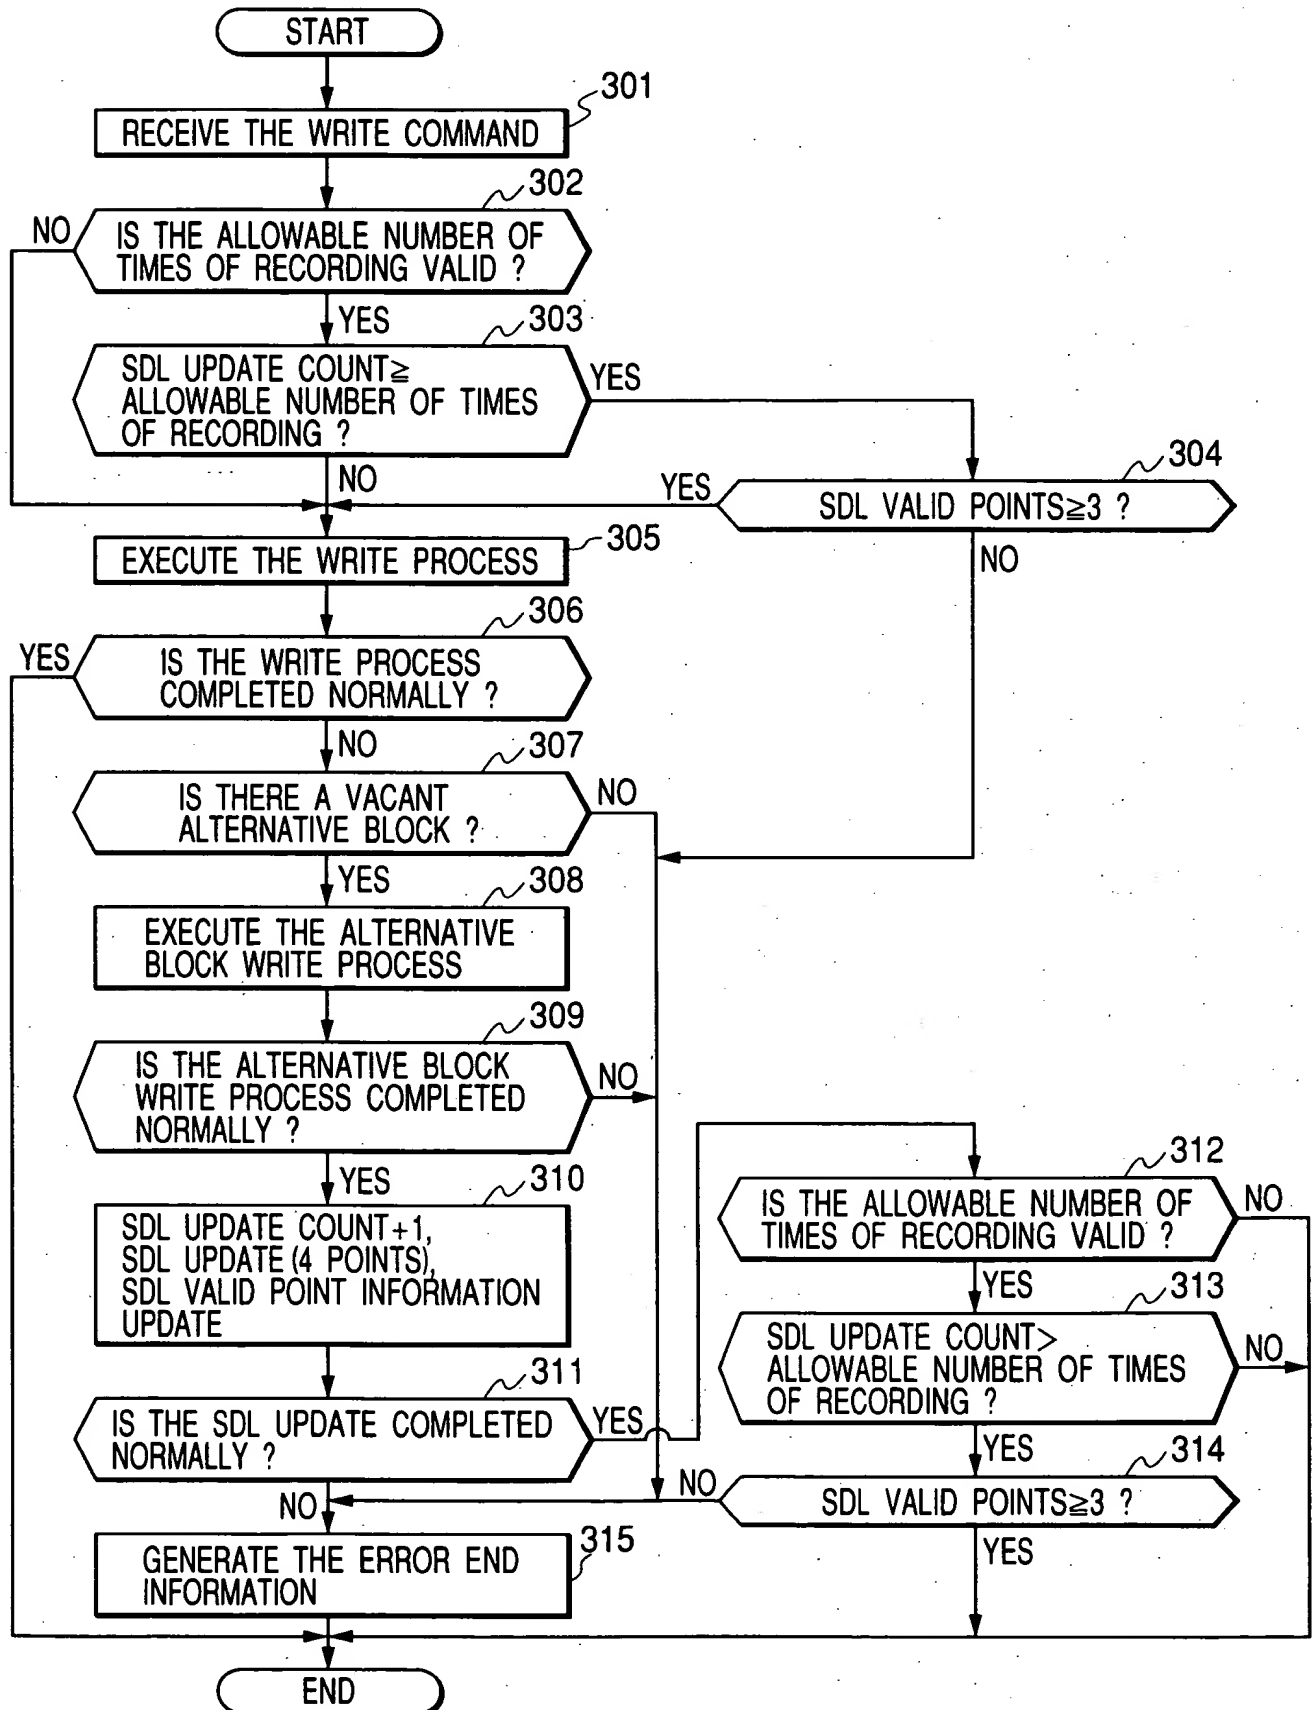 START
301
RECEIVE THE WRITE COMMAND
302
NO
IS THE ALLOWABLE NUMBER OF
TIMES OF RECORDING VALID ?
YES
303
SDL UPDATE COUNT≧
ALLOWABLE NUMBER OF TIMES
OF RECORDING ?
YES
NO
304
YES
SDL VALID POINTS≧3 ?
NO
305
EXECUTE THE WRITE PROCESS
306
YES
IS THE WRITE PROCESS
COMPLETED NORMALLY ?
NO
307
IS THERE A VACANT
ALTERNATIVE BLOCK ?
NO
YES
308
EXECUTE THE ALTERNATIVE
BLOCK WRITE PROCESS
309
IS THE ALTERNATIVE BLOCK
WRITE PROCESS COMPLETED
NORMALLY ?
NO
YES
310
SDL UPDATE COUNT+1,
SDL UPDATE (4 POINTS),
SDL VALID POINT INFORMATION
UPDATE
311
IS THE SDL UPDATE COMPLETED
NORMALLY ?
YES
NO
312
IS THE ALLOWABLE NUMBER OF
TIMES OF RECORDING VALID ?
NO
YES
313
SDL UPDATE COUNT>
ALLOWABLE NUMBER OF TIMES
OF RECORDING ?
NO
YES
314
NO
SDL VALID POINTS≧3 ?
YES
315
GENERATE THE ERROR END
INFORMATION
END